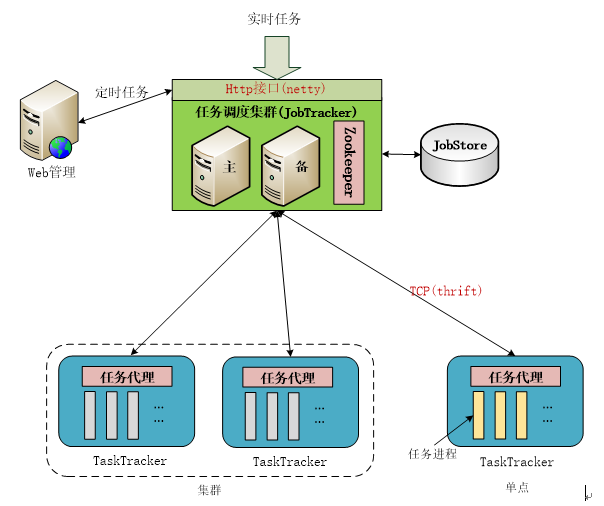 实时任务
Http接口(netty)
定时任务
任务调度集群(JobTracker)
主
备
Zookeeper
JobStore
Web管理
TCP(thrift)
任务代理
...
...
TaskTracker
任务代理
...
...
TaskTracker
集群
任务代理
...
...
任务进程
TaskTracker
单点